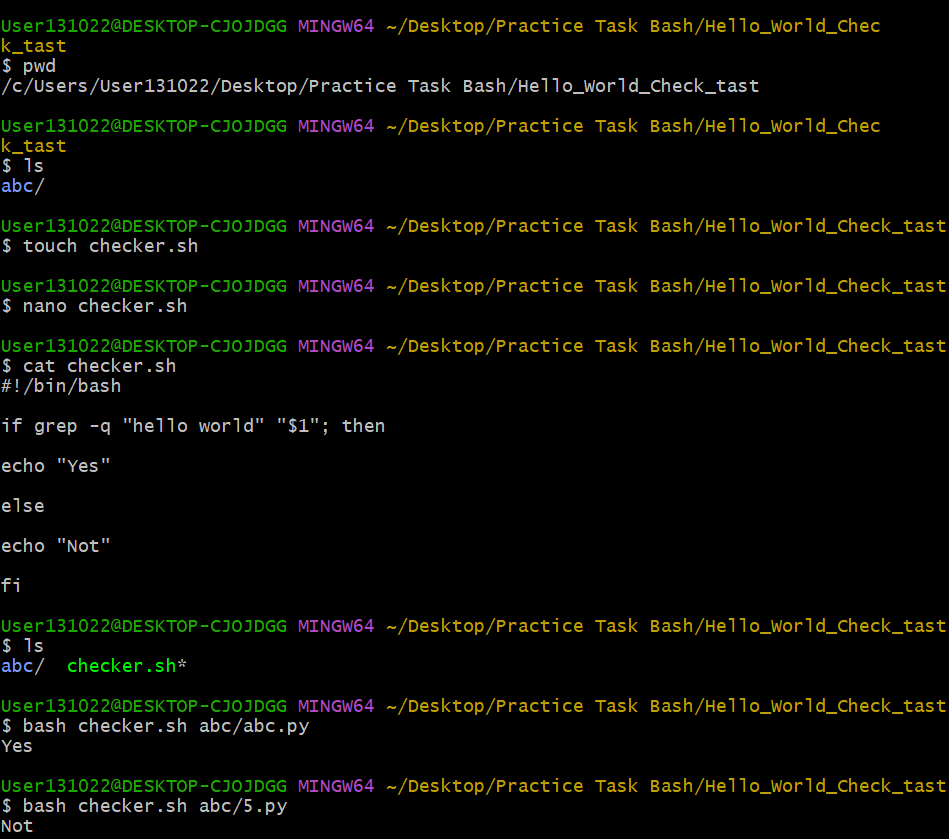 User131022@DESKTOP-CJOJDGG MINGW64 ~/Desktop/Practice Task Bash/Hello_World_Chec
k_tast
$ pwd
/c/Users/User131022/Desktop/Practice Task Bash/Hello_World_Check_tast
User131022@DESKTOP-CJOJDGG MINGW64 ~/Desktop/Practice Task Bash/Hello_World_Chec
k_tast
$ ls
abc/
User131022@DESKTOP-CJOJDGG MINGW64 ~/Desktop/Practice Task Bash/Hello_World_Check_tast
$ touch checker.sh
User131022@DESKTOP-CJOJDGG MINGW64 ~/Desktop/Practice Task Bash/Hello_World_Check_tast
$ nano checker.sh
User131022@DESKTOP-CJOJDGG MINGW64 ~/Desktop/Practice Task Bash/Hello_World_Check_tast
$ cat checker.sh
#!/bin/bash
if grep -q "hello world" "$1"; then
echo "Yes"
else
echo "Not"
fi
User131022@DESKTOP-CJOJDGG MINGW64 ~/Desktop/Practice Task Bash/Hello_World_Check_tast
$ ls
abc/  checker.sh*
User131022@DESKTOP-CJOJDGG MINGW64 ~/Desktop/Practice Task Bash/Hello_World_Check_tast
$ bash checker.sh abc/abc.py
Yes
User131022@DESKTOP-CJOJDGG MINGW64 ~/Desktop/Practice Task Bash/Hello_World_Check_tast
$ bash checker.sh abc/5.py
Not